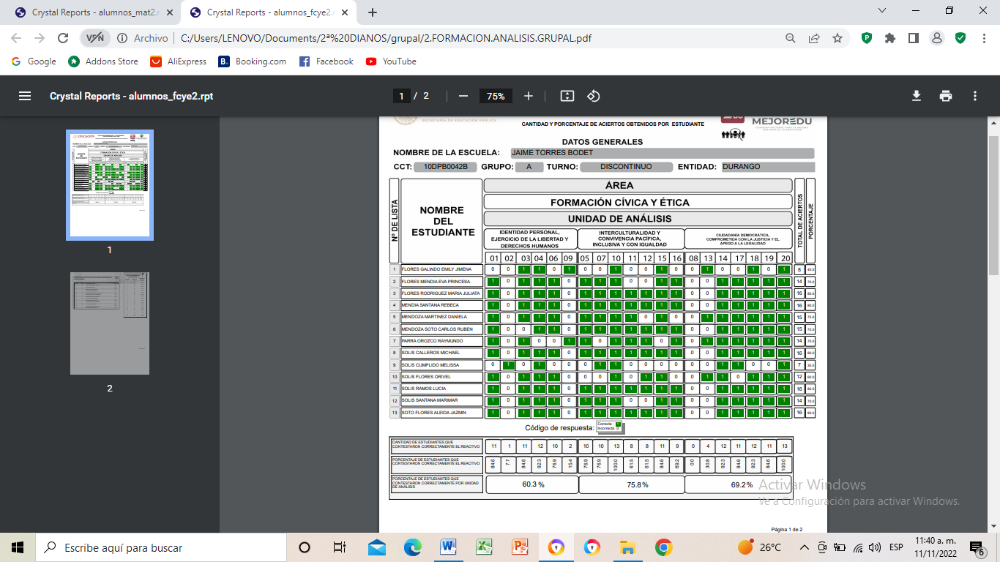 Crystal Reports - alumnos_mat2.r
Crystal Reports - alumnos_fcye2.r
VPN
Archivo
C:/Users/LENOVO/Documents/2ª%20DIANOS/grupal/2.FORMACION.ANALISIS.GRUPAL.pdf
Google
Addons Store
AliExpress
Booking.com
Facebook
YouTube
Crystal Reports - alumnos_fcye2.rpt
1 / 2
75%
1
2
SECRETARÍA DE EDUCACIÓN PÚBLICA
MEJOREDU
CANTIDAD Y PORCENTAJE DE ACIERTOS OBTENIDOS POR ESTUDIANTE
DATOS GENERALES
NOMBRE DE LA ESCUELA: JAIME TORRES BODET
CCT: 10DPB0042B GRUPO: A TURNO: DISCONTINUO ENTIDAD: DURANGO
Nº DE LISTA
NOMBRE
DEL
ESTUDIANTE
ÁREA
FORMACIÓN CÍVICA Y ÉTICA
UNIDAD DE ANÁLISIS
IDENTIDAD PERSONAL,
EJERCICIO DE LA LIBERTAD Y
DERECHOS HUMANOS
INTERCULTURALIDAD Y
CONVIVENCIA PACÍFICA,
INCLUSIVA Y CON IGUALDAD
CIUDADANÍA DEMOCRÁTICA,
COMPROMETIDA CON LA JUSTICIA Y EL
APEGO A LA LEGALIDAD
TOTAL DE ACIERTOS
PORCENTAJE
01 02 03 04 06 09 05 07 10 11 12 15 16 08 13 14 17 18 19 20
1 FLORES GALINDO EMILY JIMENA 0 0 1 1 0 1 0 0 1 0 0 1 0 0 1 0 0 1 0 1 8 40.0
2 FLORES MENDIA EVA PRINCESA 1 0 1 1 1 0 1 1 1 0 0 1 1 0 0 1 1 1 1 1 14 70.0
3 FLORES RODRIGUEZ MARIA JULIATA 1 0 1 1 1 0 1 1 1 1 1 1 1 0 0 1 1 1 1 1 16 80.0
4 MENDIA SANTANA REBECA 1 0 1 1 1 0 1 1 1 1 1 1 1 0 0 1 1 1 1 1 16 80.0
5 MENDOZA MARTINEZ DANIELA 1 0 1 1 1 0 1 1 1 1 0 1 0 0 1 1 1 1 1 1 15 75.0
6 MENDOZA SOTO CARLOS RUBEN 1 0 0 1 1 0 1 1 1 1 1 1 1 0 0 1 1 1 1 1 15 75.0
7 PARRA OROZCO RAYMUNDO 1 0 1 0 0 1 1 0 1 1 1 0 1 0 1 1 1 1 1 1 14 70.0
8 SOLIS CALLEROS MICHAEL 1 0 1 1 1 0 1 1 1 1 1 1 1 0 0 1 1 1 1 1 16 80.0
9 SOLIS CUMPLIDO MELISSA 0 1 0 1 0 0 0 1 1 0 0 0 0 0 0 1 1 0 0 1 7 35.0
10 SOLIS FLORES ORIVEL 1 0 1 1 1 0 0 0 1 0 1 1 0 0 1 1 0 1 1 1 12 60.0
11 SOLIS RAMOS LUCIA 1 0 1 1 1 0 1 1 1 1 1 1 1 0 0 1 1 1 1 1 16 80.0
12 SOLIS SANTANA MARIMAR 1 0 1 1 1 0 1 1 1 0 0 1 1 0 0 1 1 1 1 1 14 70.0
13 SOTO FLORES ALEIDA JAZMIN 1 0 1 1 1 0 1 1 1 1 1 1 1 0 0 1 1 1 1 1 16 80.0
Código de respuesta: Correcta : 1
Incorrecta: 0
CANTIDAD DE ESTUDIANTES QUE
CONTESTARON CORRECTAMENTE EL REACTIVO
11 1 11 12 10 2 10 10 13 8 8 11 9 0 4 12 11 12 11 13
PORCENTAJE DE ESTUDIANTES QUE
CONTESTARON CORRECTAMENTE EL REACTIVO
84.6 7.7 84.6 92.3 76.9 15.4 76.9 76.9 100.0 61.5 61.5 84.6 69.2 0.0 30.8 92.3 84.6 92.3 84.6 100.0
PORCENTAJE DE ESTUDIANTES QUE
CONTESTARON CORRECTAMENTE POR UNIDAD
DE ANÁLISIS
60.3 % 75.8 % 69.2 %
Página 1 de 2
Activar Windows
Ve a Configuración para activar Windows.
Escribe aquí para buscar
26°C
ESP
11:40 a. m.
11/11/2022
6